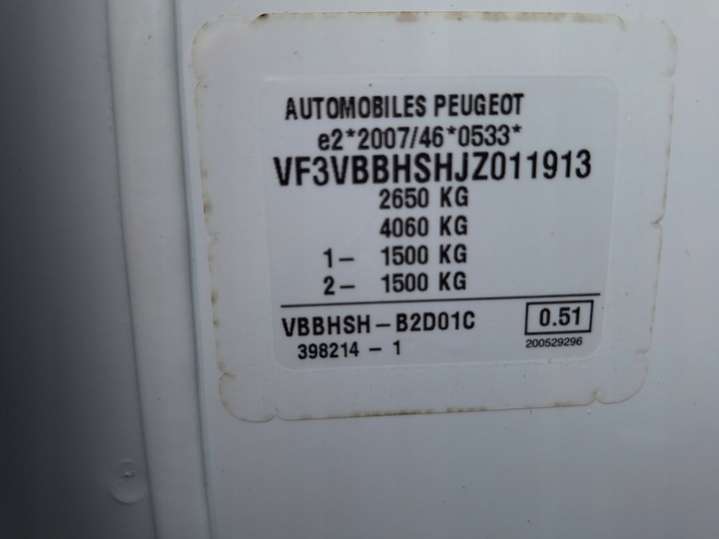 AUTOMOBILES PEUGEOT
e2*2007/46*0533*
VF3VBBHSHJZ011913
2650 KG
4060 KG
1- 1500 KG
2- 1500 KG
VBBHSH-B2D01C
0.51
398214 - 1
200529296